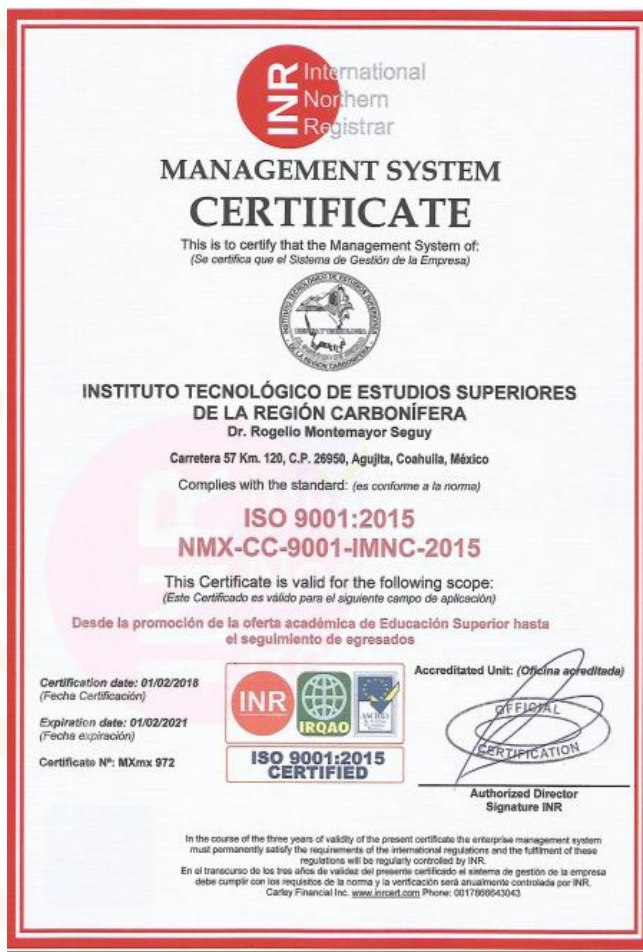 INR International
Northern
Registrar
MANAGEMENT SYSTEM
CERTIFICATE
This is to certify that the Management System of:
(Se certifica que el Sistema de Gestión de la Empresa)
INSTITUTO TECNOLÓGICO DE ESTUDIOS SUPERIORES
DE LA REGIÓN CARBONÍFERA
INSTITUTO TECNOLÓGICO DE ESTUDIOS SUPERIORES
DE LA REGIÓN CARBONÍFERA
Dr. Rogelio Montemayor Seguy
Carretera 57 Km. 120, C.P. 26950, Agujita, Coahuila, México
Complies with the standard: (es conforme a la norma)
ISO 9001:2015
NMX-CC-9001-IMNC-2015
This Certificate is valid for the following scope:
(Este Certificado es válido para el siguiente campo de aplicación)
Desde la promoción de la oferta académica de Educación Superior hasta
el seguimiento de egresados
Certification date: 01/02/2018
(Fecha Certificación)
Expiration date: 01/02/2021
(Fecha expiración)
Certificate Nº: MXmx 972
INR
IRQAO
ISO 9001:2015
CERTIFIED
Accreditated Unit: (Oficina acreditada)
OFFICIAL
CERTIFICATION
Authorized Director
Signature INR
In the course of the three years of validity of the present certificate the enterprise management system
must permanently satisfy the requirements of the international regulations and the fulfilment of these
regulations will be regularly controlled by INR.
En el transcurso de los tres años de validez del presente certificado el sistema de gestión de la empresa
debe cumplir con los requisitos de la norma y la verificación será anualmente controlada por INR.
Carley Financial Inc. www.inrcert.com Phone: 0017866643043